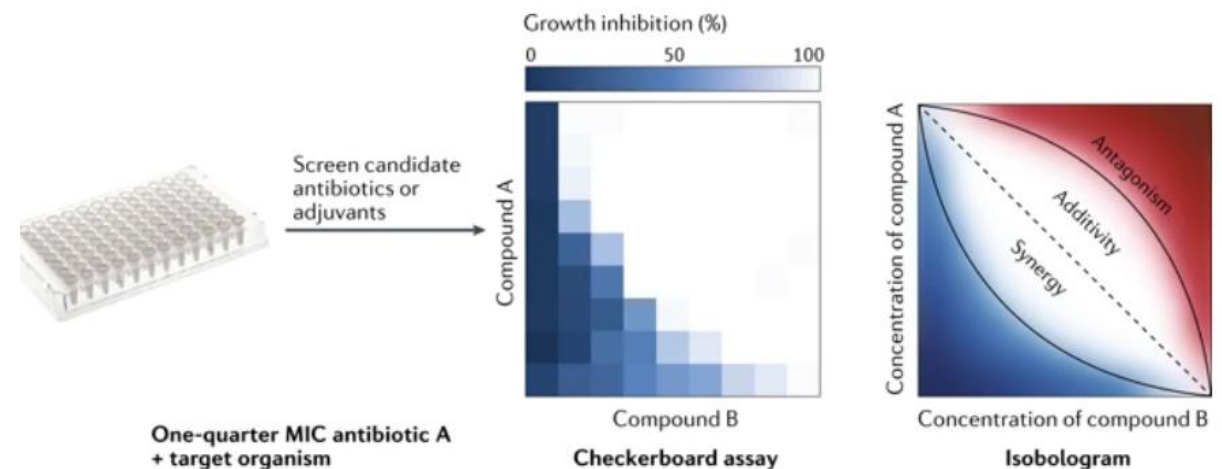 Growth inhibition (%)
0 50 100
Screen candidate
antibiotics or
adjuvants
Compound A
Compound B
One-quarter MIC antibiotic A
+ target organism
Checkerboard assay
Concentration of compound A
Antagonism
Additivity
Synergy
Concentration of compound B
Isobologram